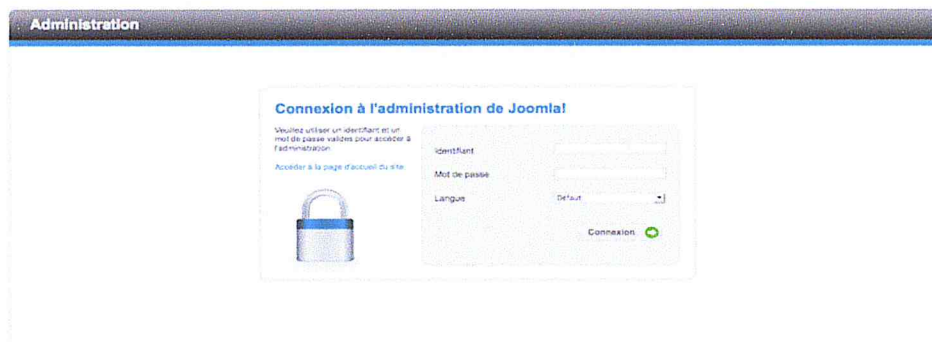 Administration
Connexion à l'administration de Joomla!
Veuillez utiliser un identifiant et un
mot de passe valides pour accéder à
l'administration.
Accéder à la page d'accueil du site
Identifiant
Mot de passe
Langue
Défaut
Connexion